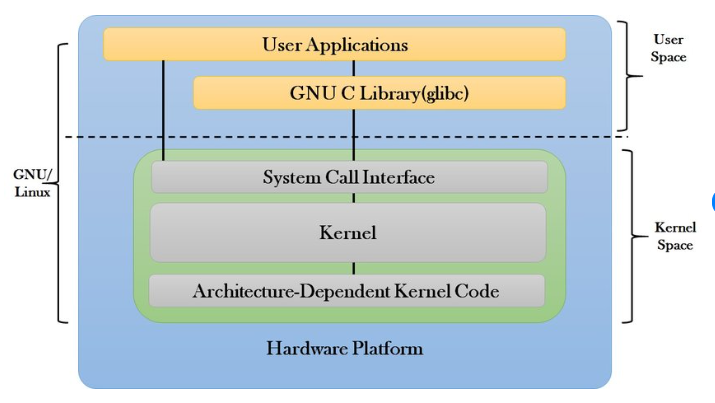 User Applications
User
Space
GNU C Library(glibc)
GNU/
Linux
System Call Interface
Kernel
Kernel
Space
Architecture-Dependent Kernel Code
Hardware Platform